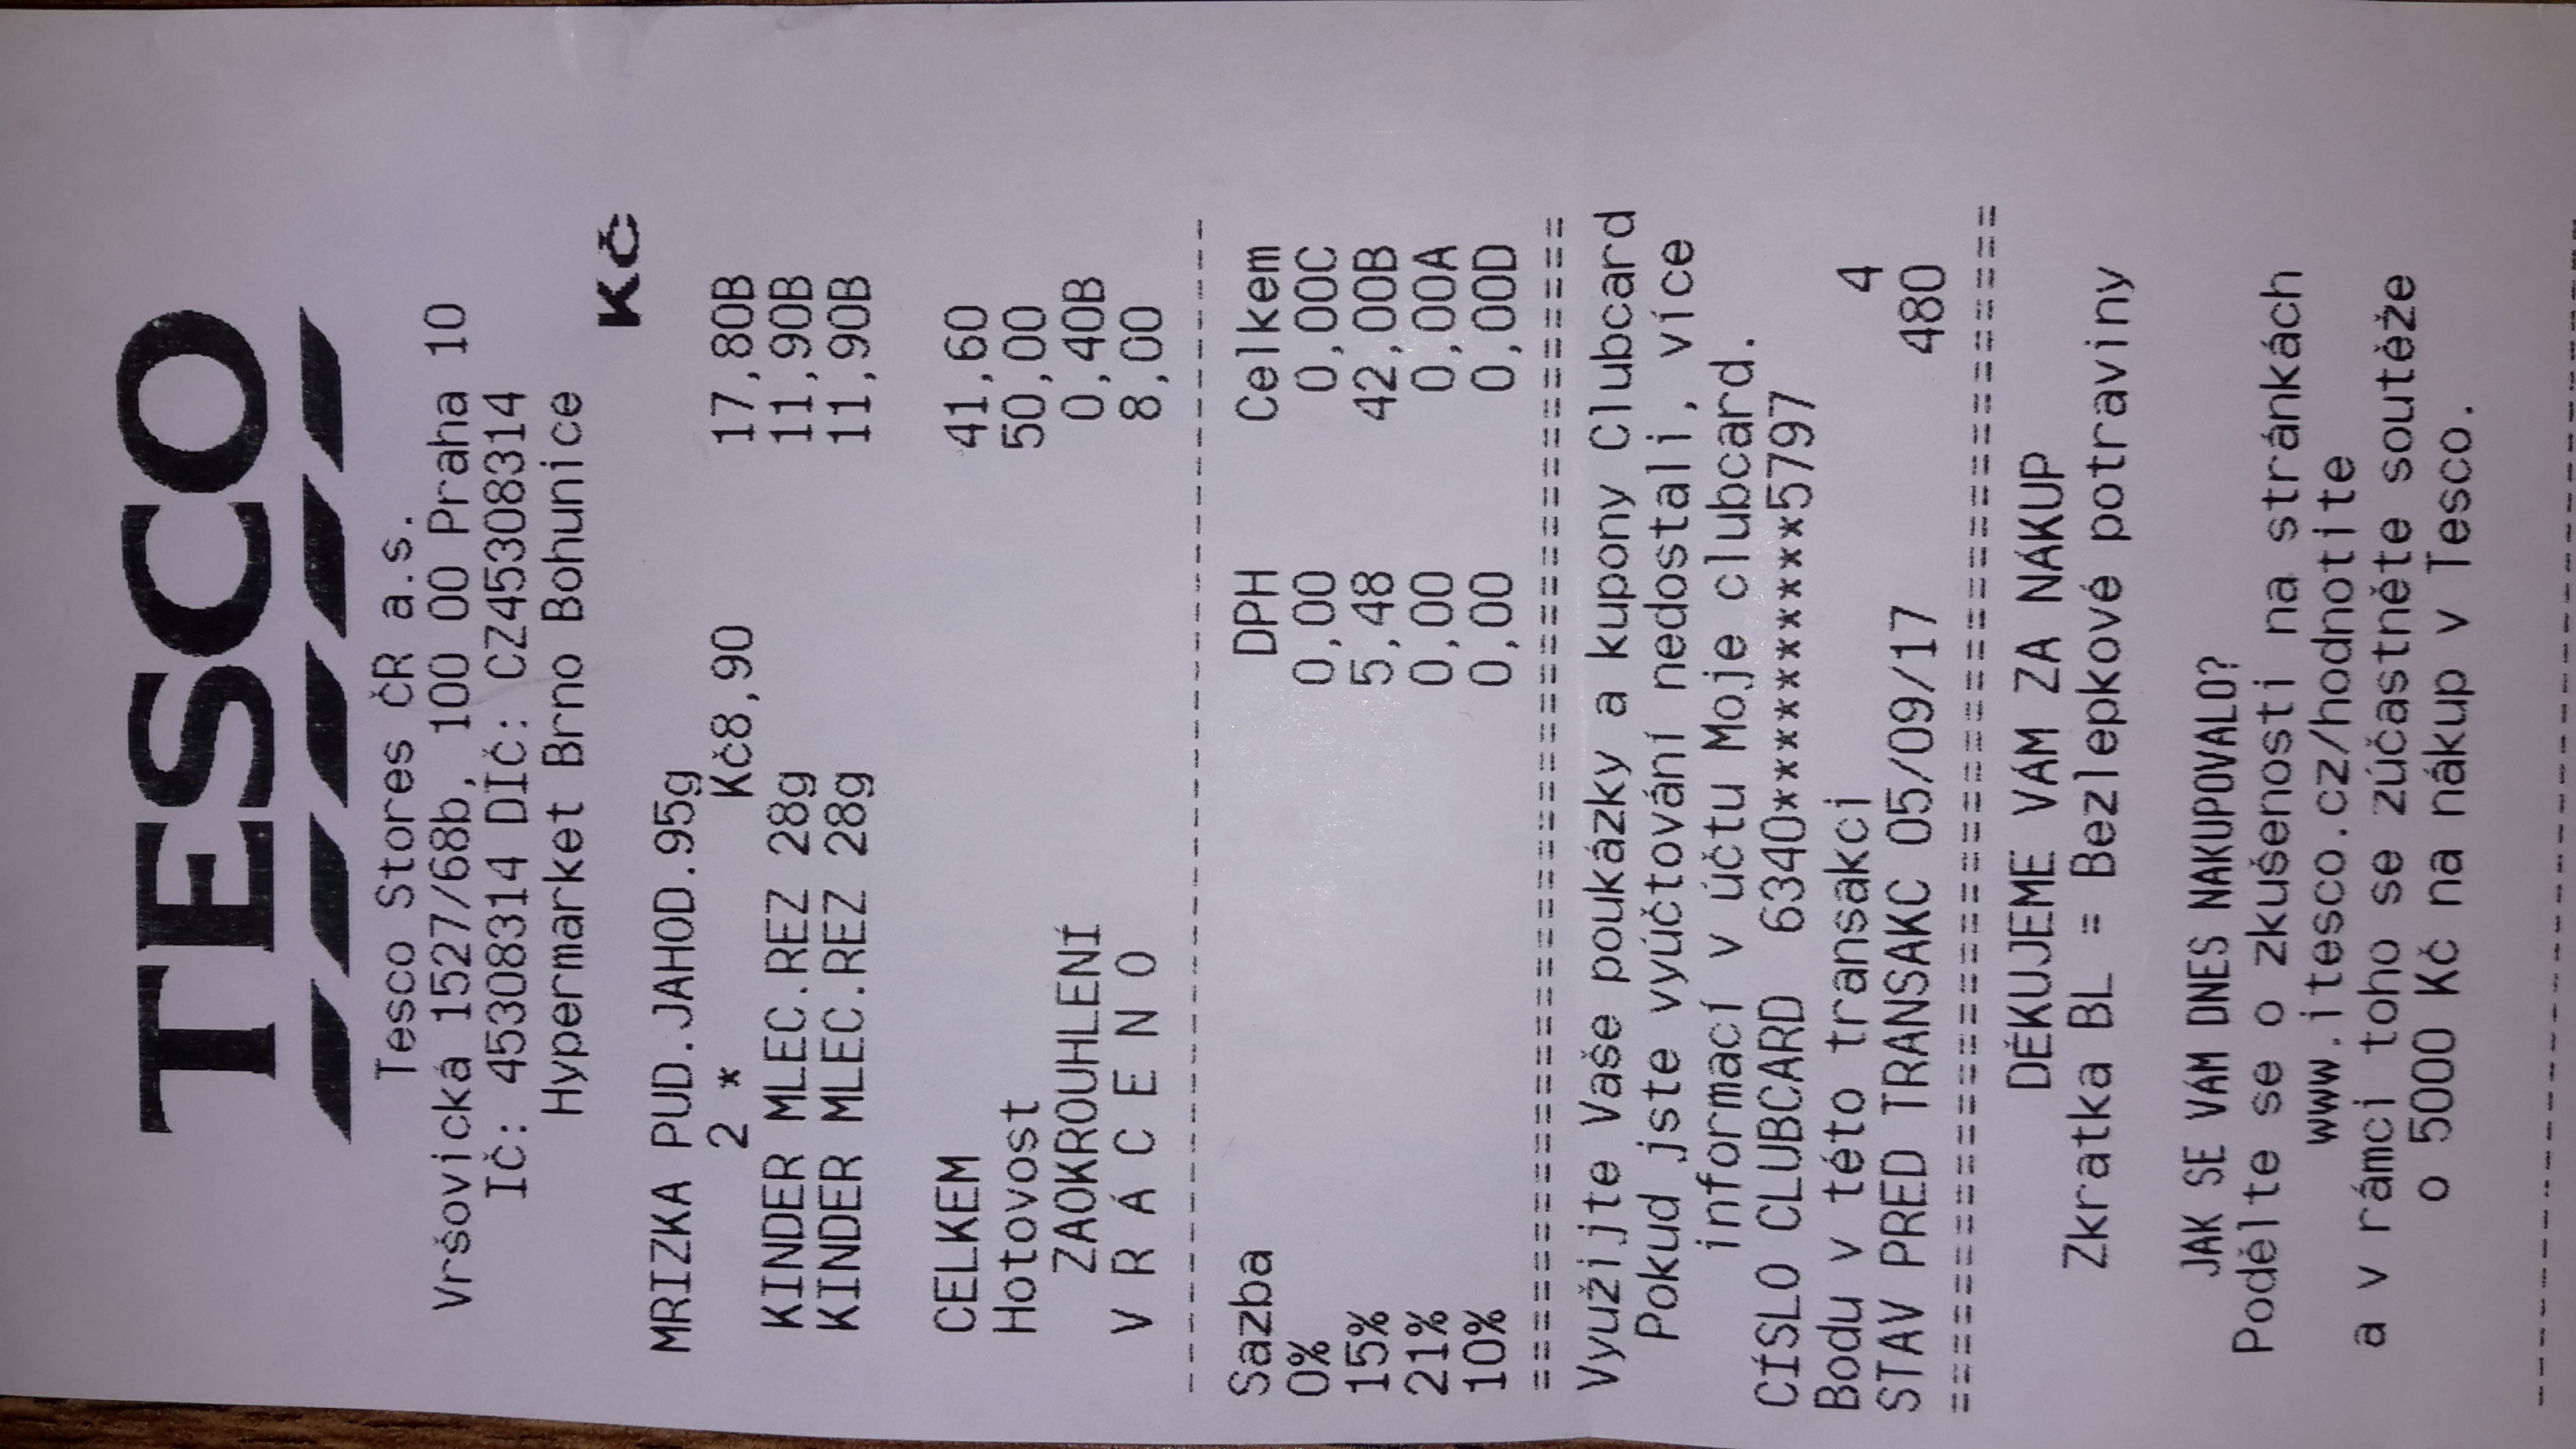 TESCO
Tesco Stores ČR a.s.
Vršovická 1527/68b, 100 00 Praha 10
IČ: 45308314 DIČ: CZ45308314
Hypermarket Brno Bohunice
Kč
MRIZKA PUD.JAHOD.95g
2 * Kč8,90 17,80B
KINDER MLEC.REZ 28g 11,90B
KINDER MLEC.REZ 28g 11,90B
CELKEM 41,60
Hotovost 50,00
ZAOKROUHLENÍ 0,40B
V R Á C E N O 8,00
Sazba DPH Celkem
0% 0,00 0,00C
15% 5,48 42,00B
21% 0,00 0,00A
10% 0,00 0,00D
Využijte Vaše poukázky a kupony Clubcard
Pokud jste vyúčtování nedostali, více
informací v účtu Moje clubcard.
CÍSLO CLUBCARD 6340**********5797
Bodu v této transakci 4
STAV PRED TRANSAKC 05/09/17 480
DĚKUJEME VÁM ZA NÁKUP
Zkratka BL = Bezlepkové potraviny
JAK SE VÁM DNES NAKUPOVALO?
Podělte se o zkušenosti na stránkách
www.itesco.cz/hodnotite
a v rámci toho se zúčastněte soutěže
o 5000 Kč na nákup v Tesco.